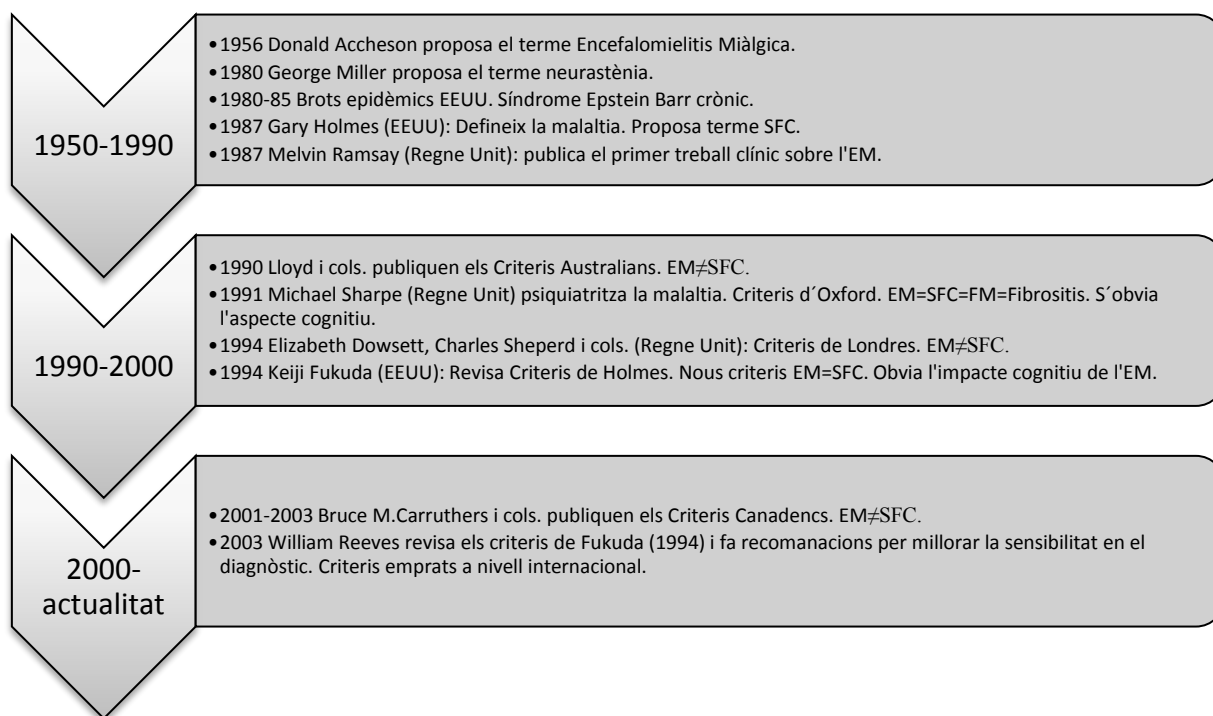 1950-1990
•1956 Donald Accheson proposa el terme Encefalomielitis Miàlgica.
•1980 George Miller proposa el terme neurastènia.
•1980-85 Brots epidèmics EEUU. Síndrome Epstein Barr crònic.
•1987 Gary Holmes (EEUU): Defineix la malaltia. Proposa terme SFC.
•1987 Melvin Ramsay (Regne Unit): publica el primer treball clínic sobre l'EM.
1990-2000
•1990 Lloyd i cols. publiquen els Criteris Australians. EM≠SFC.
•1991 Michael Sharpe (Regne Unit) psiquiatritza la malaltia. Criteris d´Oxford. EM=SFC=FM=Fibrositis. S´obvia
l'aspecte cognitiu.
•1994 Elizabeth Dowsett, Charles Sheperd i cols. (Regne Unit): Criteris de Londres. EM≠SFC.
•1994 Keiji Fukuda (EEUU): Revisa Criteris de Holmes. Nous criteris EM=SFC. Obvia l'impacte cognitiu de l'EM.
2000-
actualitat
•2001-2003 Bruce M.Carruthers i cols. publiquen els Criteris Canadencs. EM≠SFC.
•2003 William Reeves revisa els criteris de Fukuda (1994) i fa recomanacions per millorar la sensibilitat en el
diagnòstic. Criteris emprats a nivell internacional.